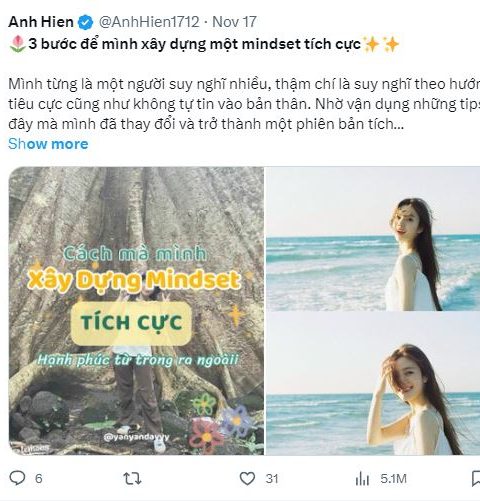 Anh Hien @AnhHien1712 · Nov 17
🌷3 bước để mình xây dựng một mindset tích cực✨✨
Mình từng là một người suy nghĩ nhiều, thậm chí là suy nghĩ theo hướn
tiêu cực cũng như không tự tin vào bản thân. Nhờ vận dụng những tips
đây mà mình đã thay đổi và trở thành một phiên bản tích...
Show more
Cách mà mình
Xây Dựng Mindset
TÍCH CỰC
Hạnh phúc từ trong ra ngoàii
@yanyandayyy
6
31
5.1M